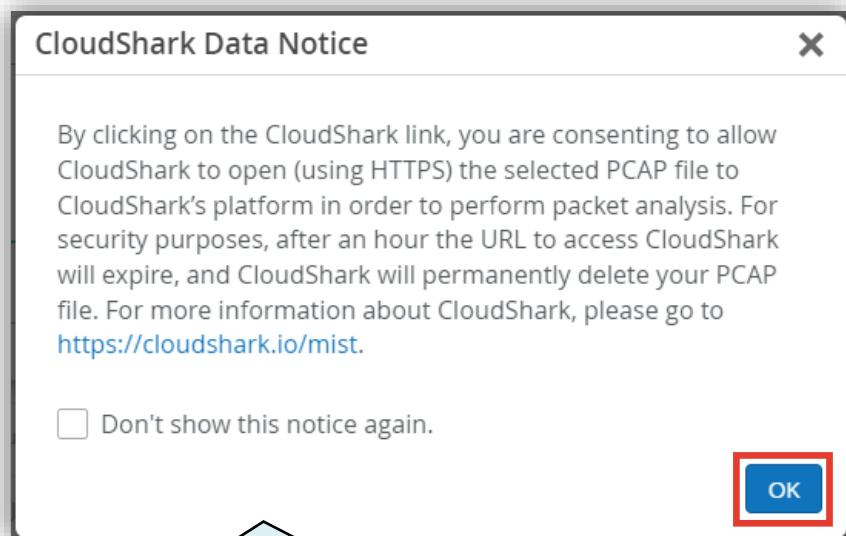 CloudShark Data Notice
By clicking on the CloudShark link, you are consenting to allow
CloudShark to open (using HTTPS) the selected PCAP file to
CloudShark's platform in order to perform packet analysis. For
security purposes, after an hour the URL to access CloudShark
will expire, and CloudShark will permanently delete your PCAP
file. For more information about CloudShark, please go to
https://cloudshark.io/mist.
Don't show this notice again.
OK